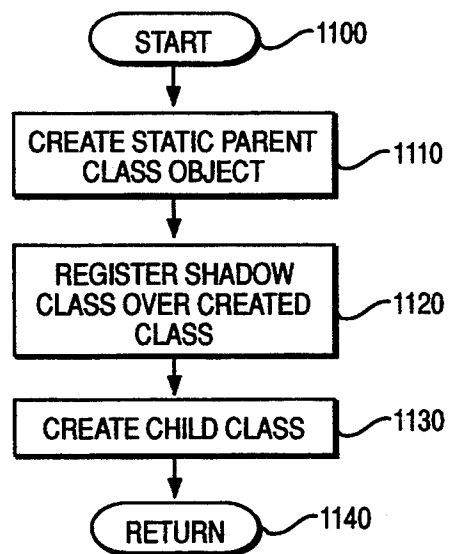 START
1100
CREATE STATIC PARENT
CLASS OBJECT
1110
REGISTER SHADOW
CLASS OVER CREATED
CLASS
1120
CREATE CHILD CLASS
1130
RETURN
1140